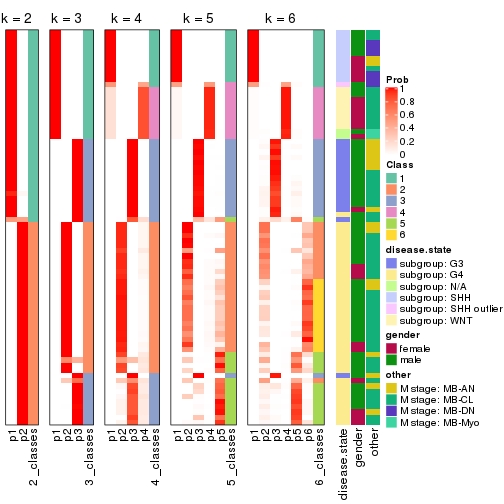 k = 2
k = 3
k = 4
k = 5
k = 6
p1
p2
2_classes
p1
p2
p3
3_classes
p1
p2
p3
p4
4_classes
p1
p2
p3
p4
p5
5_classes
p1
p2
p3
p4
p5
p6
6_classes
disease.state
gender
other
Prob
1
0.8
0.6
0.4
0.2
0
Class
1
2
3
4
5
6
disease.state
subgroup: G3
subgroup: G4
subgroup: N/A
subgroup: SHH
subgroup: SHH outlier
subgroup: WNT
gender
female
male
other
M stage: MB-AN
M stage: MB-CL
M stage: MB-DN
M stage: MB-Myo